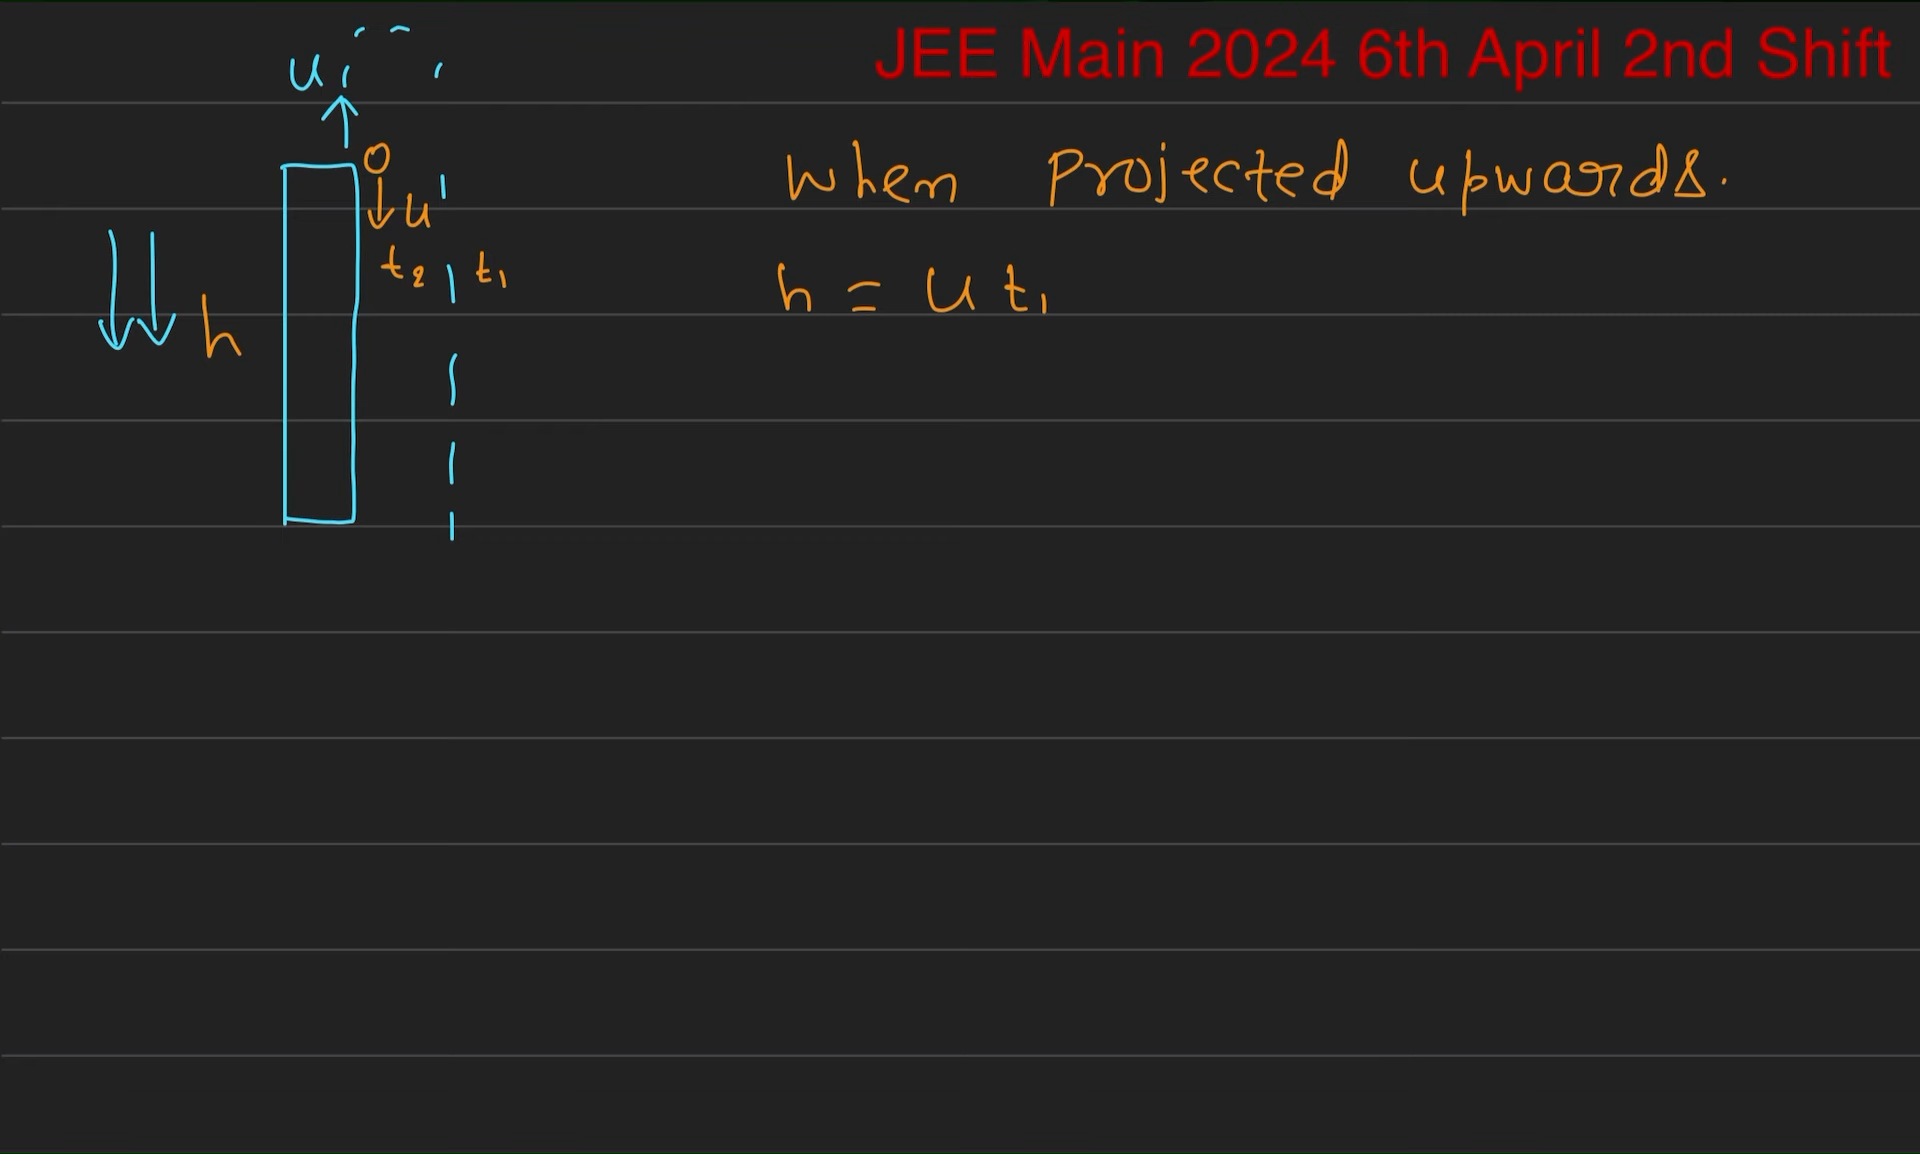 JEE Main 2024 6th April 2nd Shift
u
When Projected upwards.
u
t₂ t₁
h = u t₁
h